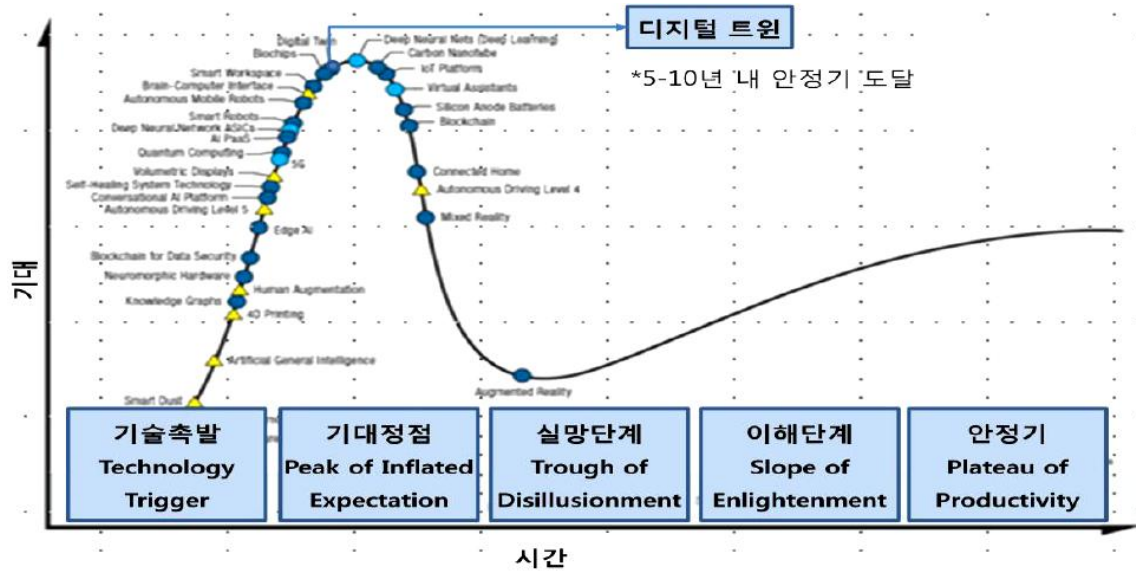 디지털 트윈
*5-10년 내 안정기 도달
Digital Twin
Deep Neural Nets (Deep Learning)
Biochips
Carbon Nanotube
Smart Workspace
IoT Platform
Brain-Computer Interface
Virtual Assistants
Autonomous Mobile Robots
Silicon Anode Batteries
Smart Robots
Blockchain
Deep Neural Network ASICs
AI PaaS
Quantum Computing
5G
Volumetric Displays
Connected Home
Self-Healing System Technology
Autonomous Driving Level 4
Conversational AI Platform
Autonomous Driving Level 5
Mixed Reality
Edge AI
Blockchain for Data Security
Neuromorphic Hardware
Human Augmentation
Knowledge Graphs
4D Printing
Artificial General Intelligence
Augmented Reality
Smart Dust
기대
기술촉발
Technology
Trigger
기대정점
Peak of Inflated
Expectation
실망단계
Trough of
Disillusionment
이해단계
Slope of
Enlightenment
안정기
Plateau of
Productivity
시간